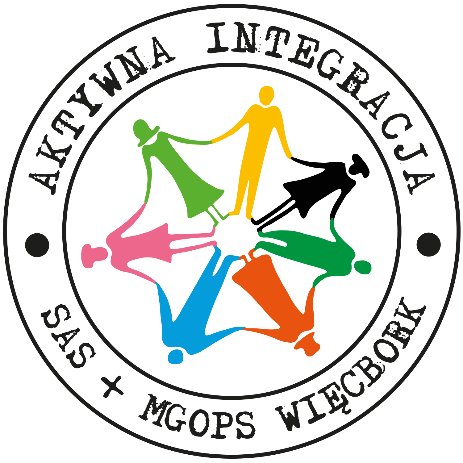 AKTYWNA INTEGRACJA
SAS + MGOPS WIĘCBORK